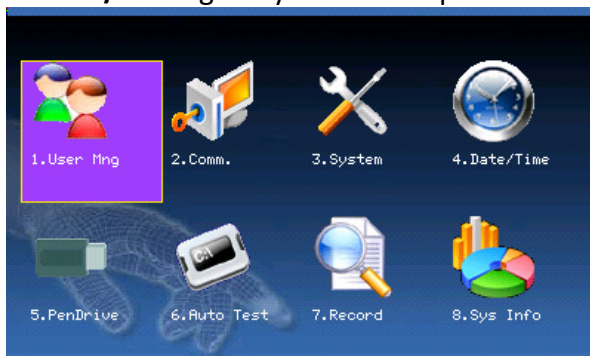 1.User Mng
2.Comm.
3.System
4.Date/Time
C:\
5.PenDrive
6.Auto Test
7.Record
8.Sys Info